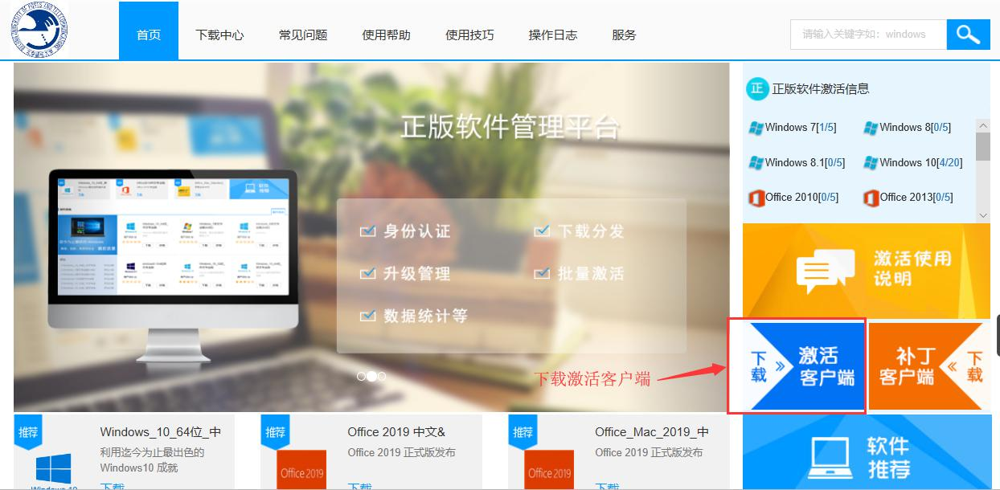 首页
下载中心
常见问题
使用帮助
使用技巧
操作日志
服务
请输入关键字如：windows
正版软件管理平台
身份认证
下载分发
升级管理
批量激活
数据统计等
下载激活客户端
正 正版软件激活信息
Windows 7[1/5]
Windows 8[0/5]
Windows 8.1[0/5]
Windows 10[4/20]
Office 2010[0/5]
Office 2013[0/5]
激活使用
说明
下载
激活
客户端
补丁
客户端
下载
软件
推荐
推荐
Windows_10_64位_中
利用迄今为止最出色的
Windows10 成就
下载
推荐
Office 2019 中文&
Office 2019 正式版发布
Office 2019
下载
推荐
Office_Mac_2019_中
Office 2019 正式版发布
Office 2019
下载